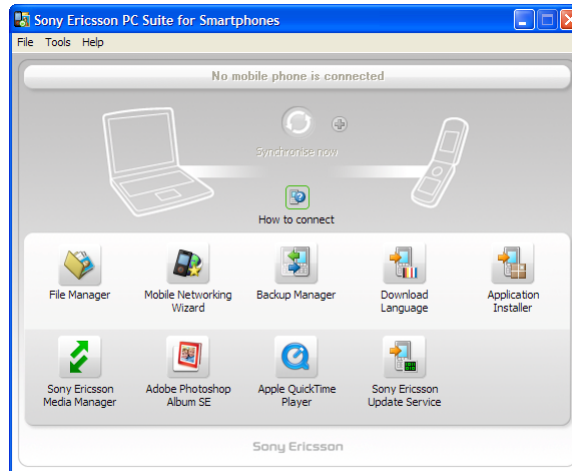 Sony Ericsson PC Suite for Smartphones
File Tools Help
No mobile phone is connected
Synchronise now
How to connect
File Manager
Mobile Networking
Wizard
Backup Manager
Download
Language
Application
Installer
Sony Ericsson
Media Manager
Adobe Photoshop
Album SE
Apple QuickTime
Player
Sony Ericsson
Update Service
Sony Ericsson